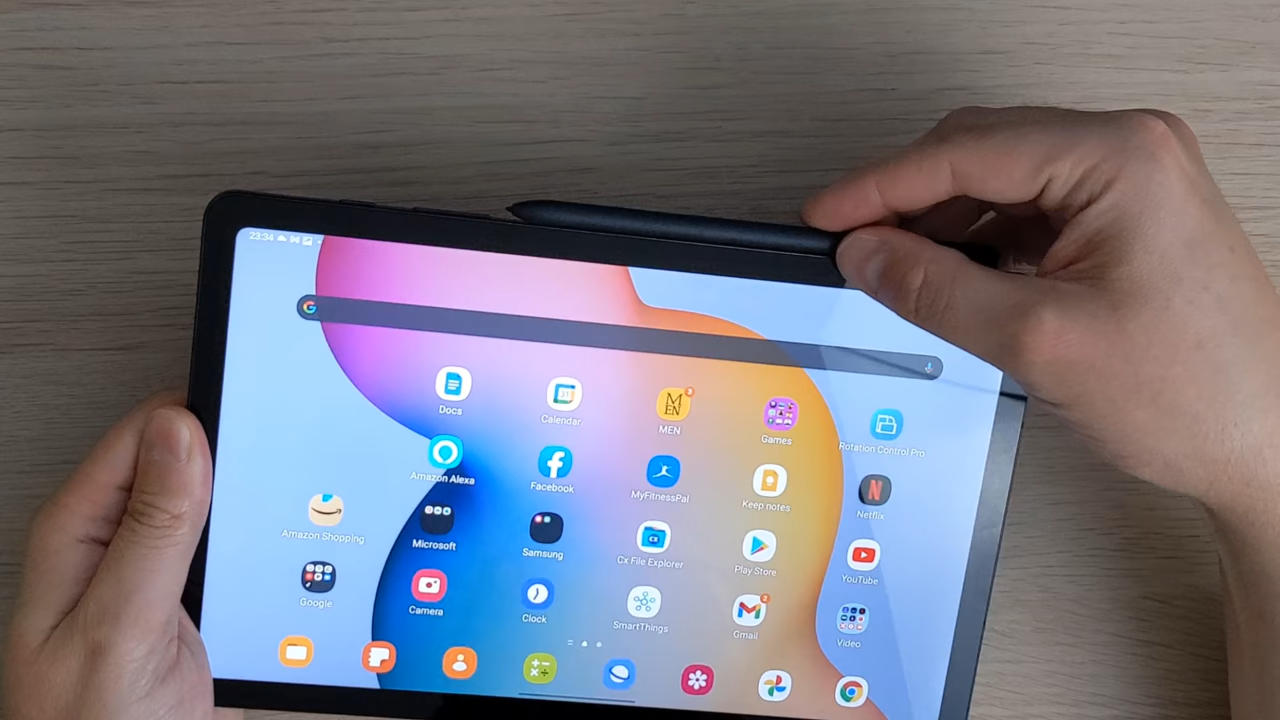 23:34
Docs
Calendar
MEN
Games
Rotation Control Pro
Amazon Alexa
Facebook
MyFitnessPal
Keep notes
Netflix
Amazon Shopping
Microsoft
Samsung
Cx File Explorer
Play Store
YouTube
Google
Camera
Clock
SmartThings
Gmail
Video